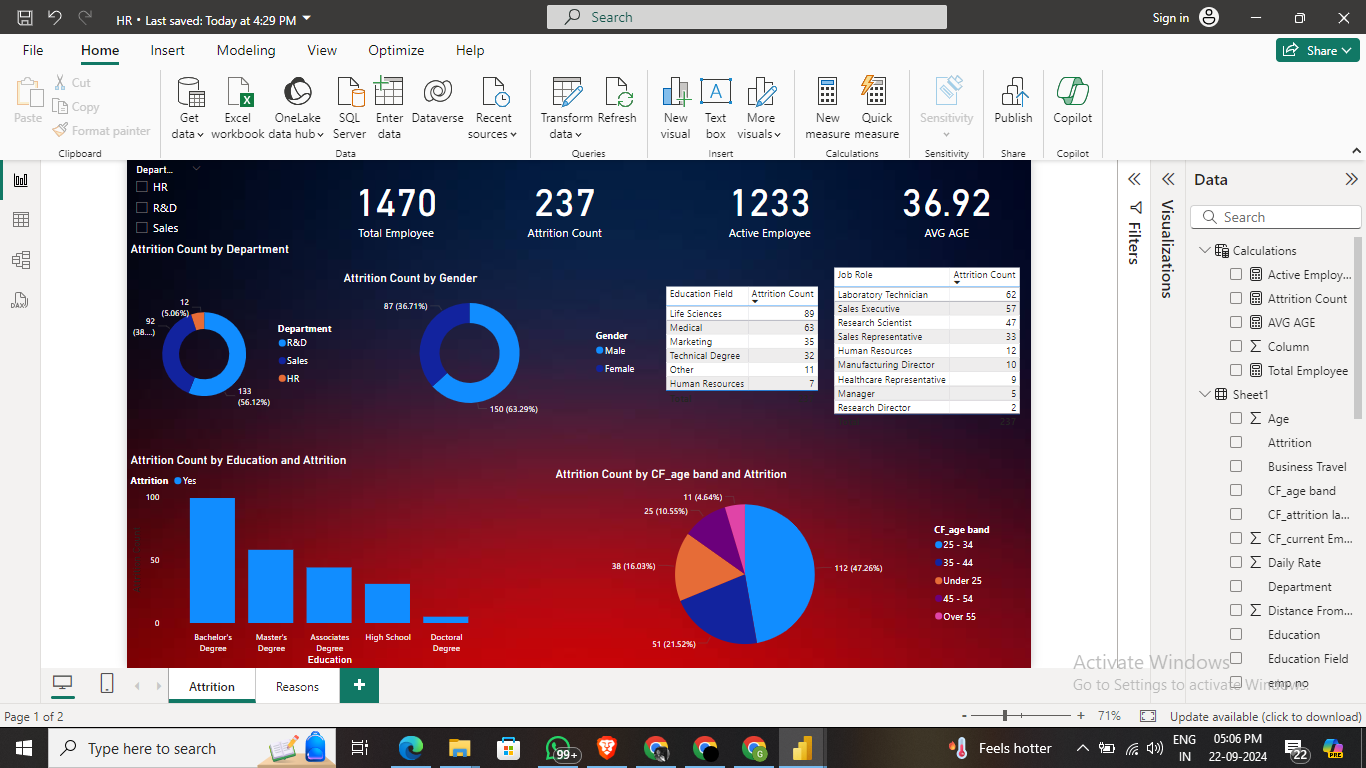 HR • Last saved: Today at 4:29 PM
Search
Sign in
File Home Insert Modeling View Optimize Help
Share
Paste
Cut
Copy
Format painter
Clipboard
Get data
Excel workbook
OneLake data hub
SQL Server
Enter data
Dataverse
Recent sources
Data
Transform data
Refresh
Queries
New visual
Text box
More visuals
Insert
New measure
Quick measure
Calculations
Sensitivity
Sensitivity
Publish
Share
Copilot
Copilot
Depart...
HR
R&D
Sales
1470
Total Employee
237
Attrition Count
1233
Active Employee
36.92
AVG AGE
Attrition Count by Department
12
(5.06%)
92
(38....)
133
(56.12%)
Department
R&D
Sales
HR
Attrition Count by Gender
87 (36.71%)
150 (63.29%)
Gender
Male
Female
Education Field Attrition Count
Life Sciences 89
Medical 63
Marketing 35
Technical Degree 32
Other 11
Human Resources 7
Job Role Attrition Count
Laboratory Technician 62
Sales Executive 57
Research Scientist 47
Sales Representative 33
Human Resources 12
Manufacturing Director 10
Healthcare Representative 9
Manager 5
Research Director 2
237
Attrition Count by Education and Attrition
Attrition Yes
100
50
0
Bachelor's Degree
Master's Degree
Associates Degree
High School
Doctoral Degree
Education
Attrition Count by CF_age band and Attrition
11 (4.64%)
25 (10.55%)
38 (16.03%)
51 (21.52%)
112 (47.26%)
CF_age band
25 - 34
35 - 44
Under 25
45 - 54
Over 55
Filters
Visualizations
Data
Search
Calculations
Active Employ...
Attrition Count
AVG AGE
Column
Total Employee
Sheet1
Age
Attrition
Business Travel
CF_age band
CF_attrition la...
CF_current Em...
Daily Rate
Department
Distance From...
Education
Education Field
emp no
Activate Windows
Go to Settings to activate Windows.
Attrition
Reasons
Page 1 of 2
71%
Update available (click to download)
Type here to search
99+
Feels hotter
ENG
IN
05:06 PM
22-09-2024
22
PRE